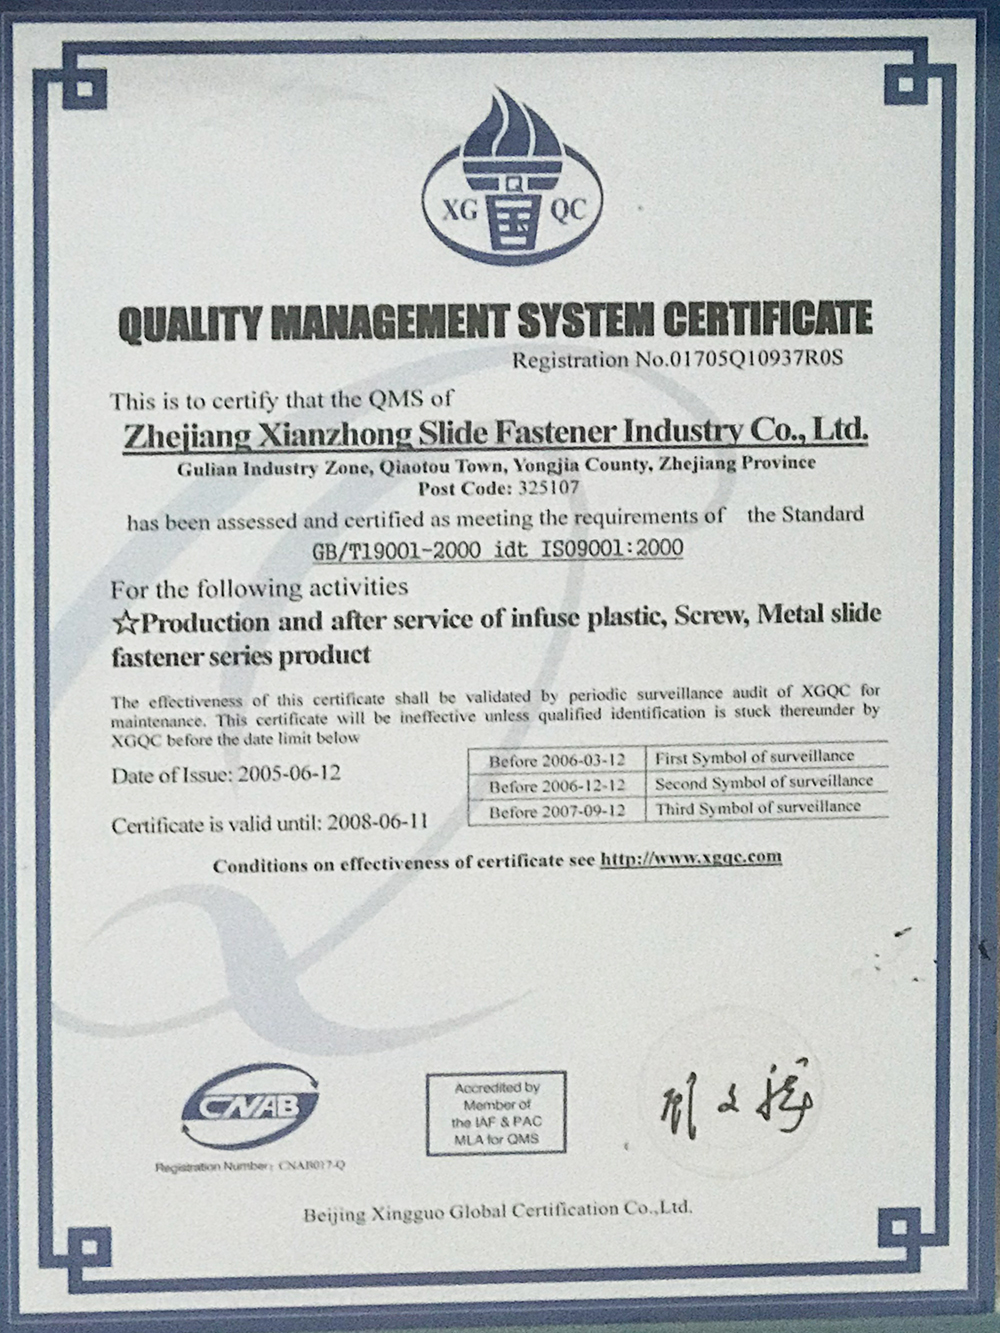 XG QC
Q
QUALITY MANAGEMENT SYSTEM CERTIFICATE
Registration No.01705Q10937R0S
This is to certify that the QMS of
Zhejiang Xianzhong Slide Fastener Industry Co., Ltd.
Gulian Industry Zone, Qiaotou Town, Yongjia County, Zhejiang Province
Post Code: 325107
has been assessed and certified as meeting the requirements of the Standard
GB/T19001-2000 idt ISO9001:2000
For the following activities
☆Production and after service of infuse plastic, Screw, Metal slide
fastener series product
The effectiveness of this certificate shall be validated by periodic surveillance audit of XGQC for
maintenance. This certificate will be ineffective unless qualified identification is stuck thereunder by
XGQC before the date limit below
Before 2006-03-12 First Symbol of surveillance
Date of Issue: 2005-06-12
Before 2006-12-12 Second Symbol of surveillance
Before 2007-09-12 Third Symbol of surveillance
Certificate is valid until: 2008-06-11
Conditions on effectiveness of certificate see http://www.xgqc.com
CNAB
Registration Number: CNAB017-Q
Accredited by
Member of
the IAF & PAC
MLA for QMS
Beijing Xingguo Global Certification Co.,Ltd.